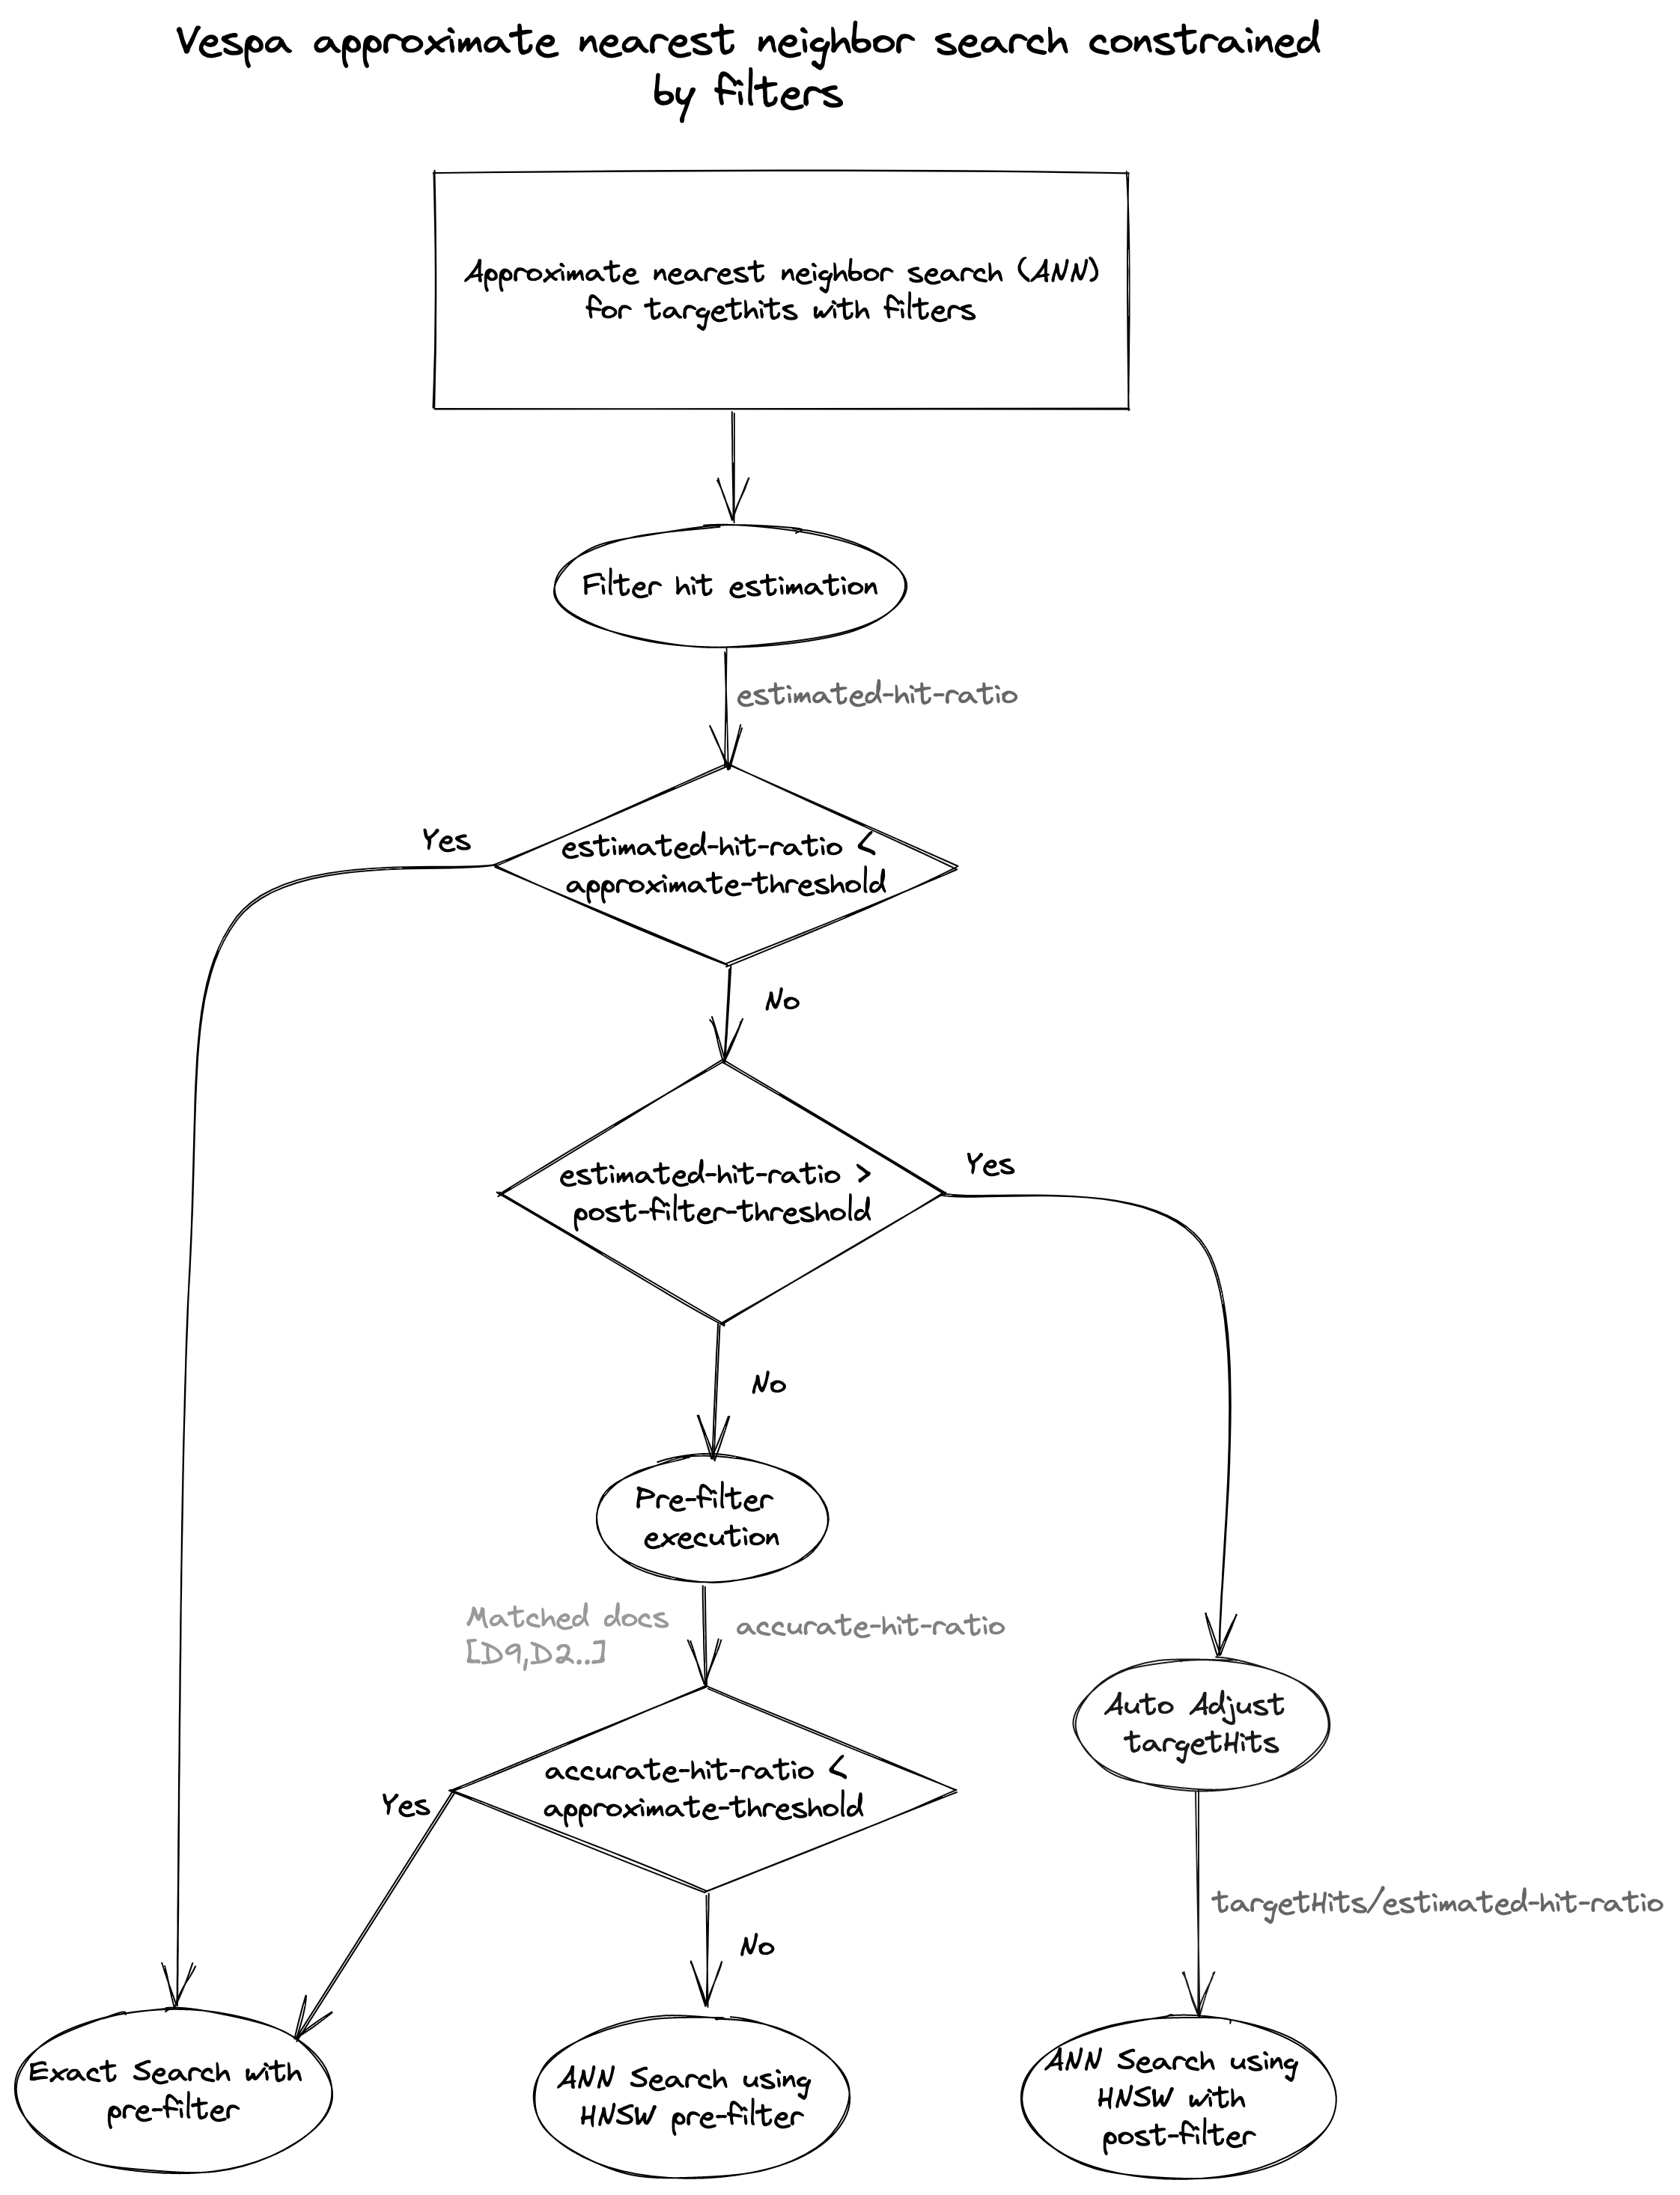 Vespa approximate nearest neighbor search constrained
by filters
Approximate nearest neighbor search (ANN)
for targethits with filters
Filter hit estimation
estimated-hit-ratio
Yes
estimated-hit-ratio <
approximate-threshold
No
estimated-hit-ratio >
post-filter-threshold
Yes
No
Pre-filter
execution
Matched docs
[D9,D2..]
accurate-hit-ratio
Auto Adjust
targetHits
accurate-hit-ratio <
approximate-threshold
Yes
targetHits/estimated-hit-ratio
No
Exact Search with
pre-filter
ANN Search using
HNSW pre-filter
ANN Search using
HNSW with
post-filter